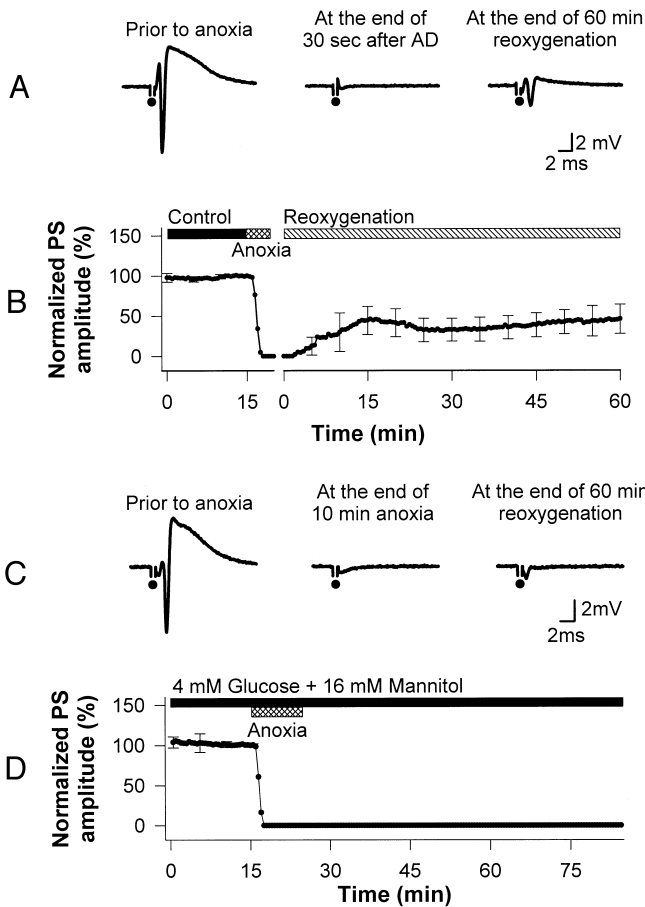 A
Prior to anoxia
At the end of
30 sec after AD
At the end of 60 min
reoxygenation
2 mV
2 ms
B
Normalized PS
amplitude (%)
150
100
50
0
Control
Anoxia
Reoxygenation
0 15 0 15 30 45 60
Time (min)
C
Prior to anoxia
At the end of
10 min anoxia
At the end of 60 min
reoxygenation
2mV
2ms
D
Normalized PS
amplitude (%)
150
100
50
0
4 mM Glucose + 16 mM Mannitol
Anoxia
0 15 30 45 60 75
Time (min)